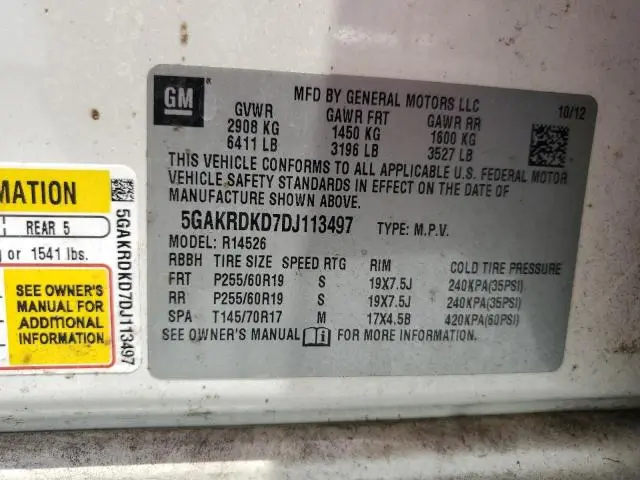 GM
MFD BY GENERAL MOTORS LLC
10/12
GVWR GAWR FRT GAWR RR
2908 KG 1450 KG 1600 KG
6411 LB 3196 LB 3527 LB
THIS VEHICLE CONFORMS TO ALL APPLICABLE U.S. FEDERAL MOTOR
VEHICLE SAFETY STANDARDS IN EFFECT ON THE DATE OF
MANUFACTURE SHOWN ABOVE.
5GAKRDKD7DJ113497 TYPE: M.P.V.
MODEL: R14526
RBBH TIRE SIZE SPEED RTG RIM COLD TIRE PRESSURE
FRT P255/60R19 S 19X7.5J 240KPA(35PSI)
RR P255/60R19 S 19X7.5J 240KPA(35PSI)
SPA T145/70R17 M 17X4.5B 420KPA(60PSI)
SEE OWNER'S MANUAL i FOR MORE INFORMATION.
REAR 5
or 1541 lbs.
SEE OWNER'S
MANUAL FOR
ADDITIONAL
INFORMATION
5GAKRDKD7DJ113497